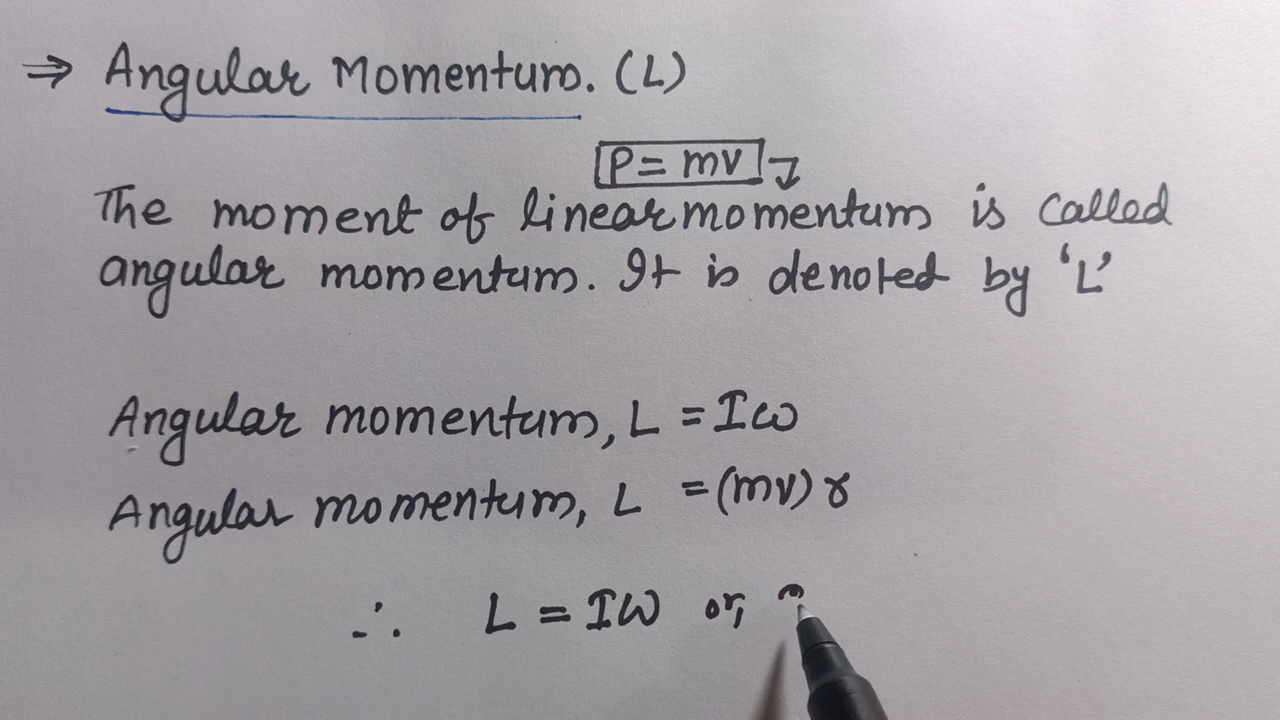 ⇒ Angular Momentum. (L)
P = mv
The moment of linear momentum is called
angular momentum. It is denoted by 'L'
Angular momentum, L = Iω
Angular momentum, L = (mv) r
∴ L = Iω or,